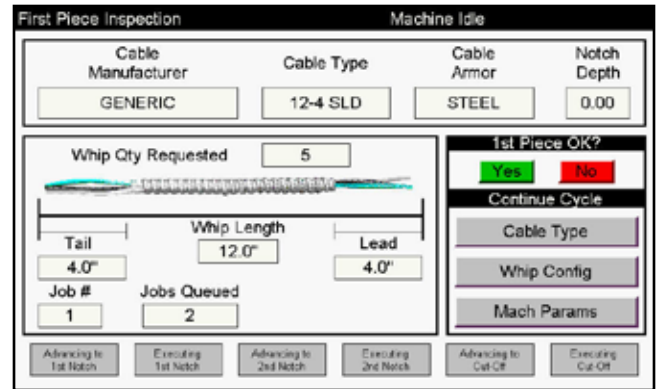 First Piece Inspection Machine Idle
Cable Manufacturer Cable Type Cable Armor Notch Depth
GENERIC 12-4 SLD STEEL 0.00
Whip Qty Requested 5
1st Piece OK?
Yes No
Continue Cycle
Whip Length
12.0"
Tail
4.0"
Lead
4.0"
Cable Type
Whip Config
Mach Params
Job #
1
Jobs Queued
2
Advancing to 1st Notch
Executing 1st Notch
Advancing to 2nd Notch
Executing 2nd Notch
Advancing to Cut-Off
Executing Cut-Off